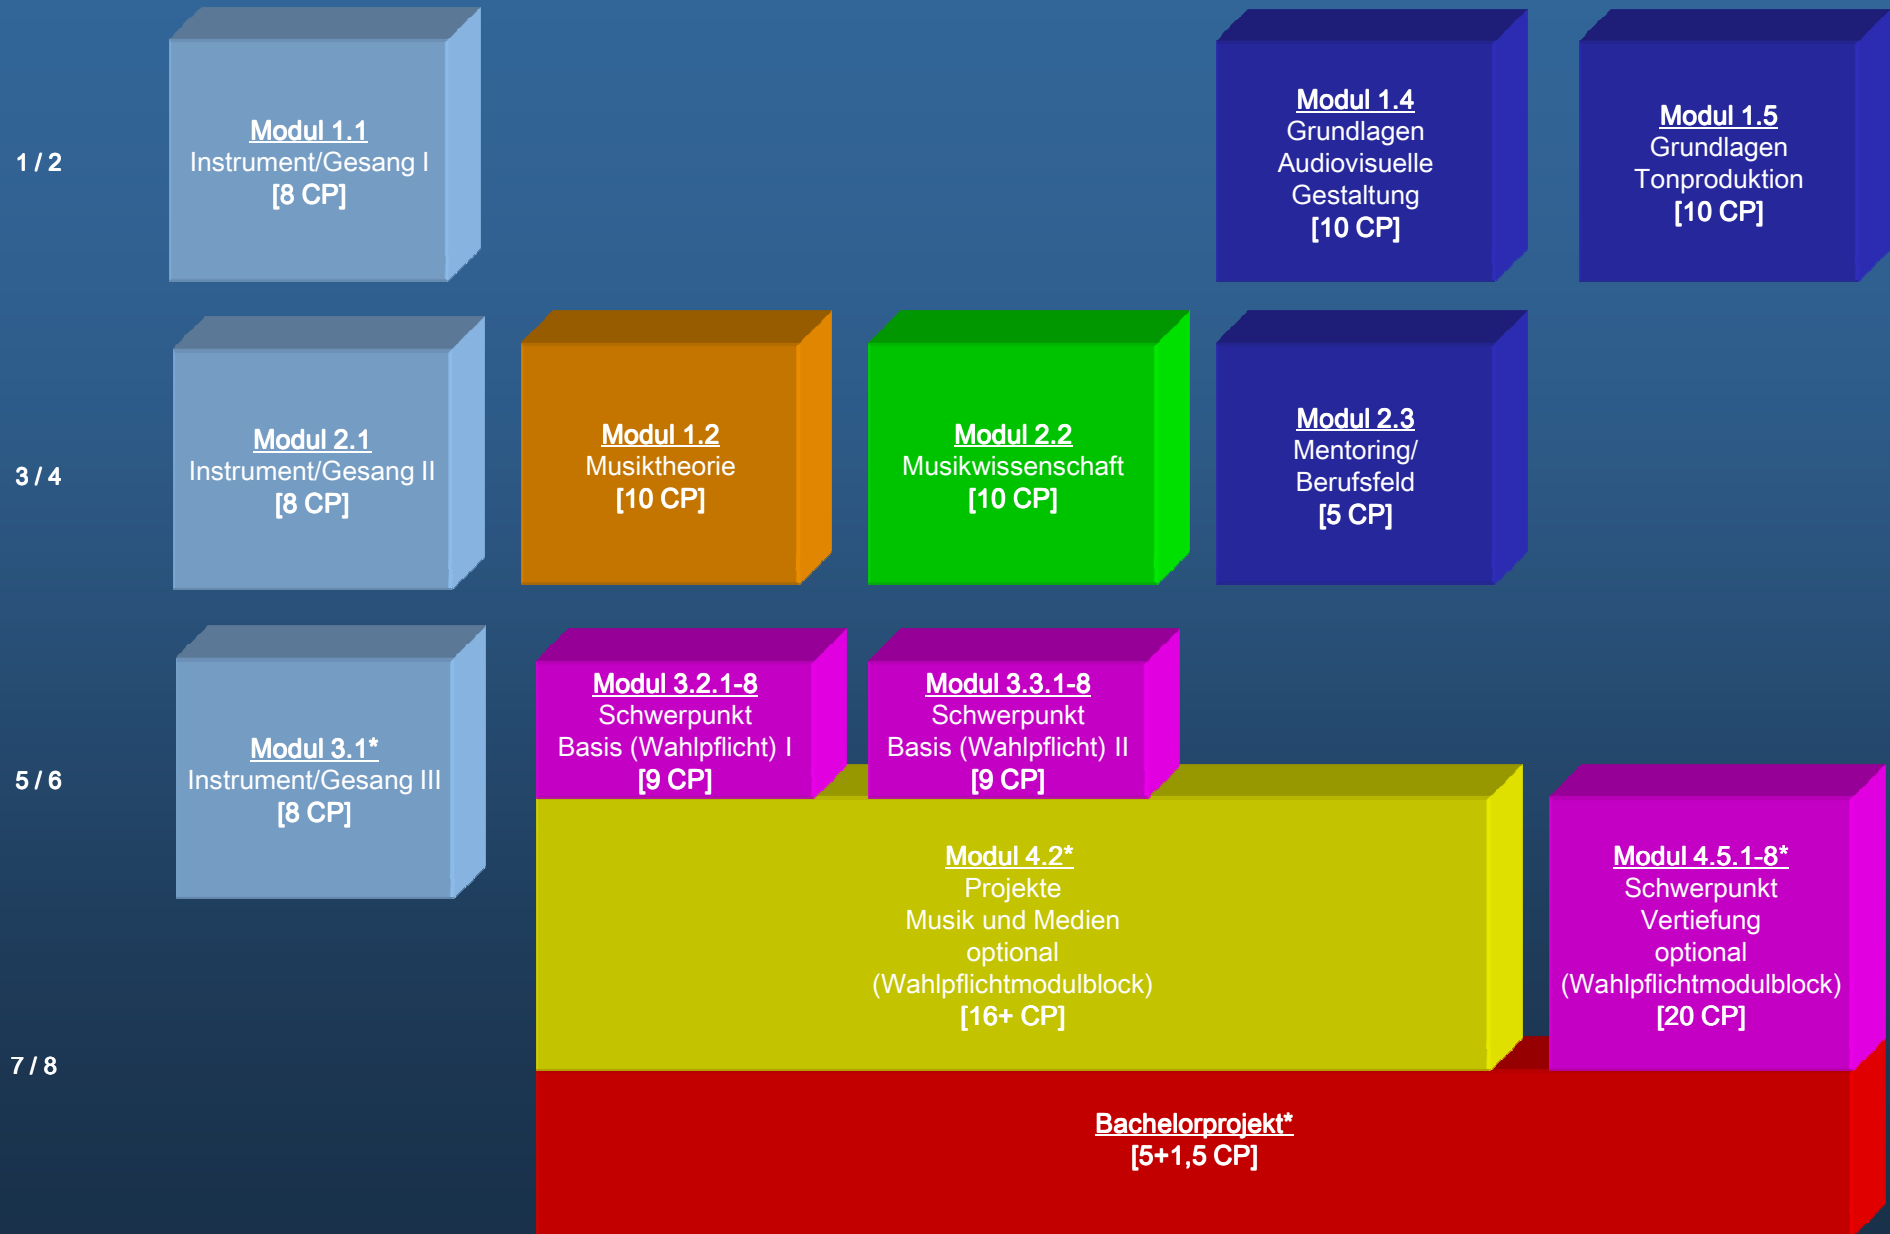 1 / 2
Modul 1.1
Instrument/Gesang I
[8 CP]
Modul 1.4
Grundlagen
Audiovisuelle
Gestaltung
[10 CP]
Modul 1.5
Grundlagen
Tonproduktion
[10 CP]
3 / 4
Modul 2.1
Instrument/Gesang II
[8 CP]
Modul 1.2
Musiktheorie
[10 CP]
Modul 2.2
Musikwissenschaft
[10 CP]
Modul 2.3
Mentoring/
Berufsfeld
[5 CP]
5 / 6
Modul 3.1*
Instrument/Gesang III
[8 CP]
Modul 3.2.1-8
Schwerpunkt
Basis (Wahlpflicht) I
[9 CP]
Modul 3.3.1-8
Schwerpunkt
Basis (Wahlpflicht) II
[9 CP]
Modul 4.2*
Projekte
Musik und Medien
optional
(Wahlpflichtmodulblock)
[16+ CP]
Modul 4.5.1-8*
Schwerpunkt
Vertiefung
optional
(Wahlpflichtmodulblock)
[20 CP]
7 / 8
Bachelorprojekt*
[5+1,5 CP]